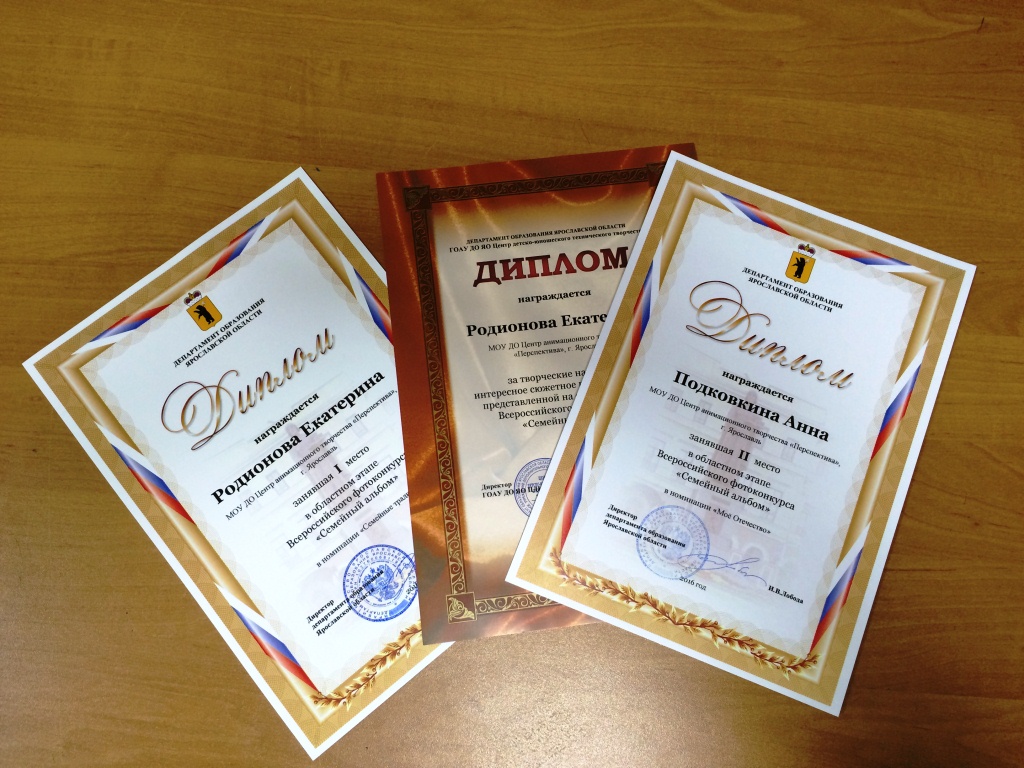 ДЕПАРТАМЕНТ ОБРАЗОВАНИЯ
ЯРОСЛАВСКОЙ ОБЛАСТИ
Диплом
награждается
Родионова Екатерина
МОУ ДО Центр анимационного творчества «Перспектива»,
г. Ярославль
занявшая I место
в областном этапе
Всероссийского фотоконкурса
«Семейный альбом»
в номинации «Семейные
Директор
департамента образования
Ярославской области
ДЕПАРТАМЕНТ ОБРАЗОВАНИЯ ЯРОСЛАВСКОЙ ОБЛАСТИ
ГОАУ ДО ЯО Центр детско-юношеского технического
ДИПЛОМ
награждается
Родионова
МОУ ДО Центр анимационного
«Перспектива», г.
за творческие
интересное сюжетное
представленной на
Всероссийского
Директор
ГОАУ ДО ЯО
ДЕПАРТАМЕНТ ОБРАЗОВАНИЯ
ЯРОСЛАВСКОЙ ОБЛАСТИ
Диплом
награждается
Подковкина Анна
МОУ ДО Центр анимационного творчества «Перспектива»,
г. Ярославль
занявшая II место
в областном этапе
Всероссийского фотоконкурса
«Семейный альбом»
в номинации «Моё Отечество»
Директор
департамента образования
Ярославской области
И.В.Лобода
2016 год